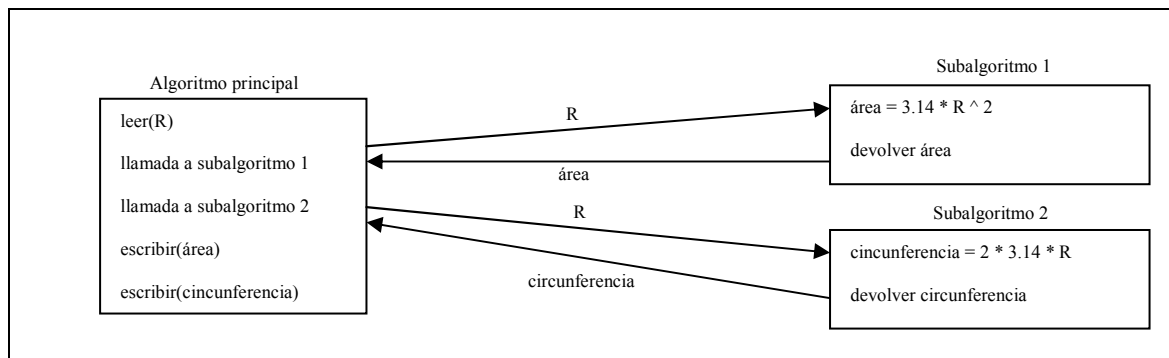 Algoritmo principal
leer(R)
llamada a subalgoritmo 1
llamada a subalgoritmo 2
escribir(área)
escribir(cincunferencia)
R
área
R
circunferencia
Subalgoritmo 1
área = 3.14 * R ^ 2
devolver área
Subalgoritmo 2
cincunferencia = 2 * 3.14 * R
devolver circunferencia